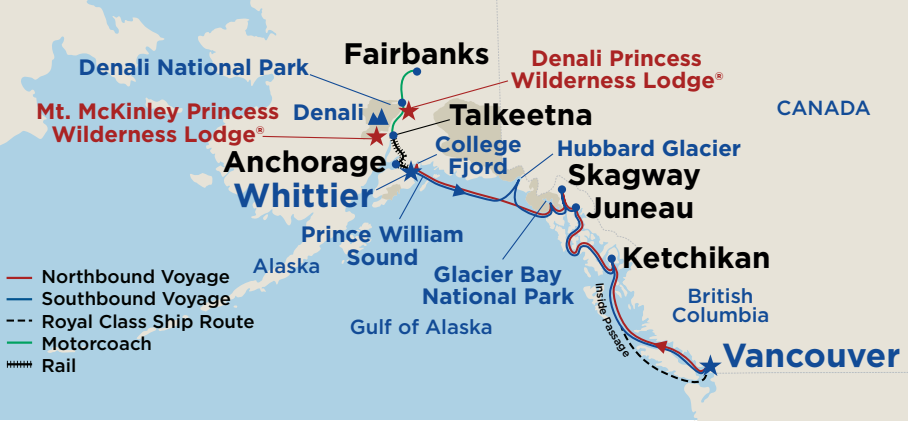 Fairbanks
Denali National Park
Denali Princess
Wilderness Lodge®
Mt. McKinley Princess
Wilderness Lodge®
Denali
Talkeetna
CANADA
College
Fjord
Hubbard Glacier
Anchorage
Whittier
Skagway
Juneau
Prince William
Sound
Glacier Bay
National Park
Ketchikan
Alaska
Gulf of Alaska
British
Columbia
Inside Passage
Vancouver
Northbound Voyage
Southbound Voyage
Royal Class Ship Route
Motorcoach
Rail